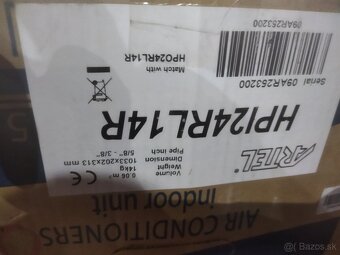 ARTEL
HPI24RL14R
Serial 09AR253200
09AR253200
Match with
HPO24RL14R
Volume 0.06 m³
Weight 14kg
Dimension 1033x202x313 mm
Pipe inch 5/8" - 3/8"
CE
AIR CONDITIONERS
indoor unit
Bazos.sk